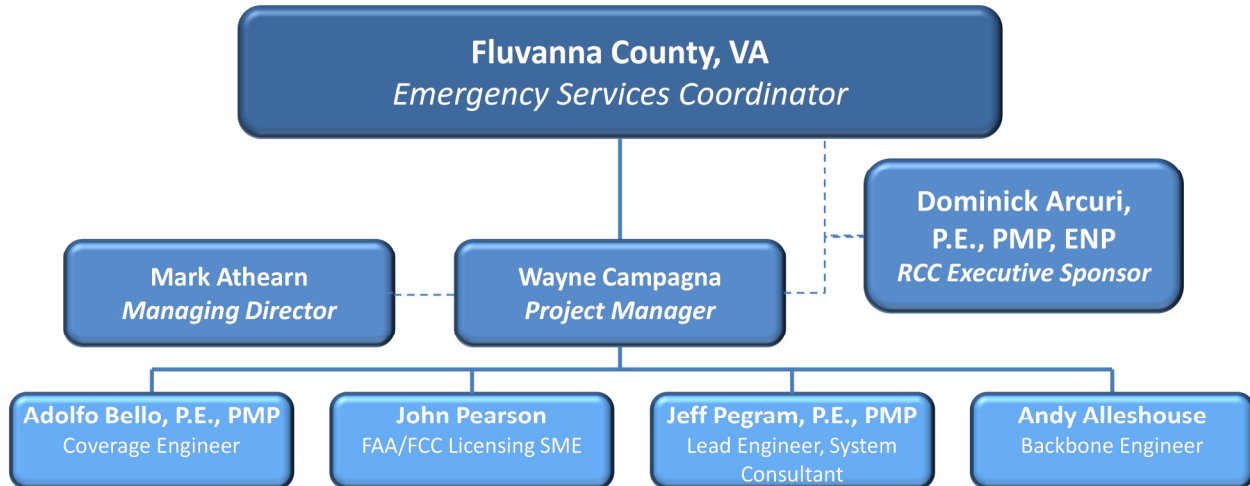 Fluvanna County, VA
Emergency Services Coordinator
Dominick Arcuri,
P.E., PMP, ENP
RCC Executive Sponsor
Mark Athearn
Managing Director
Wayne Campagna
Project Manager
Adolfo Bello, P.E., PMP
Coverage Engineer
John Pearson
FAA/FCC Licensing SME
Jeff Pegram, P.E., PMP
Lead Engineer, System
Consultant
Andy Alleshouse
Backbone Engineer